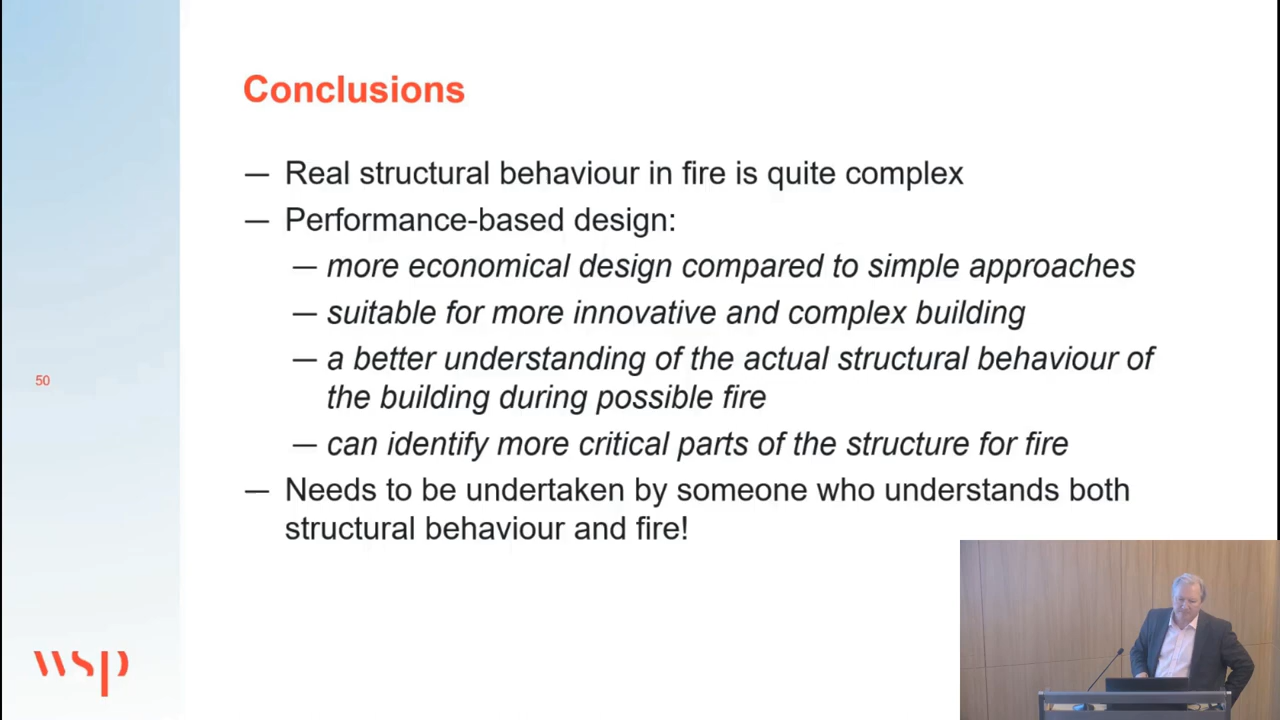 Conclusions
— Real structural behaviour in fire is quite complex
— Performance-based design:
— more economical design compared to simple approaches
— suitable for more innovative and complex building
— a better understanding of the actual structural behaviour of
the building during possible fire
— can identify more critical parts of the structure for fire
— Needs to be undertaken by someone who understands both
structural behaviour and fire!
50
wsp